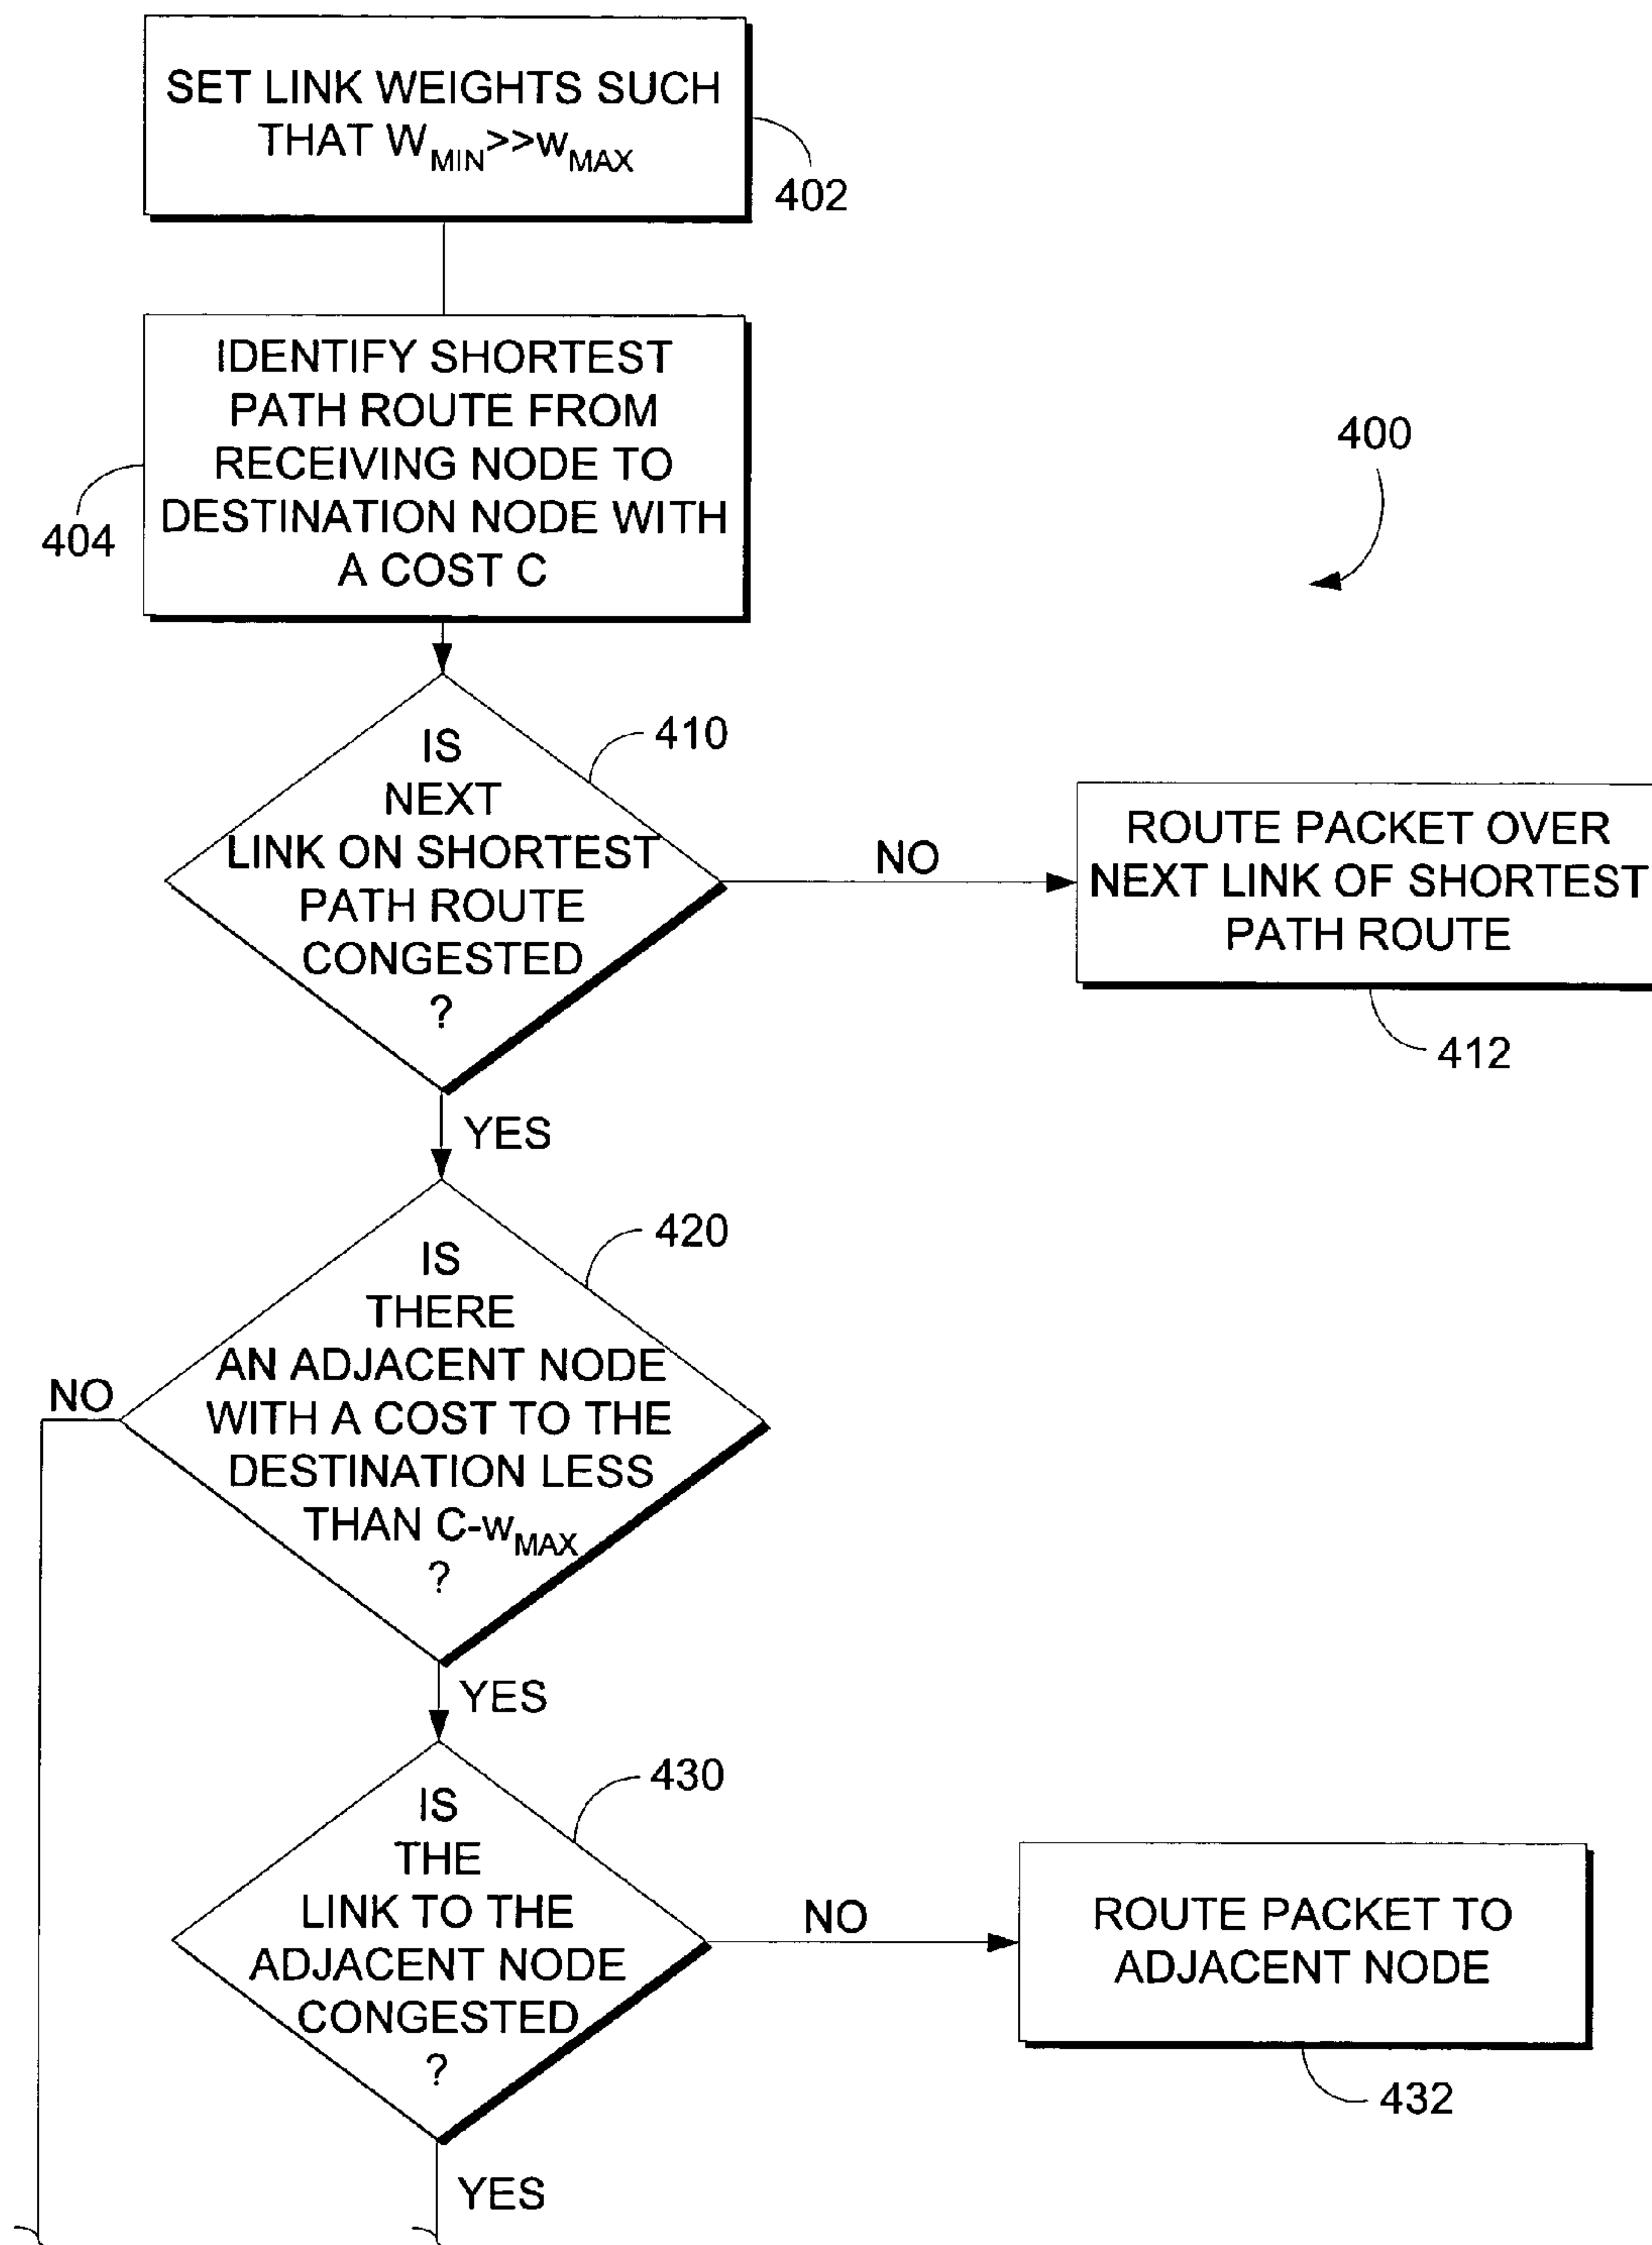 SET LINK WEIGHTS SUCH
THAT W MIN>>w MAX
402
IDENTIFY SHORTEST
PATH ROUTE FROM
RECEIVING NODE TO
DESTINATION NODE WITH
A COST C
404
400
IS
NEXT
LINK ON SHORTEST
PATH ROUTE
CONGESTED
?
410
NO
ROUTE PACKET OVER
NEXT LINK OF SHORTEST
PATH ROUTE
412
YES
IS
THERE
AN ADJACENT NODE
WITH A COST TO THE
DESTINATION LESS
THAN C-w MAX
?
420
NO
YES
IS
THE
LINK TO THE
ADJACENT NODE
CONGESTED
?
430
NO
ROUTE PACKET TO
ADJACENT NODE
432
YES